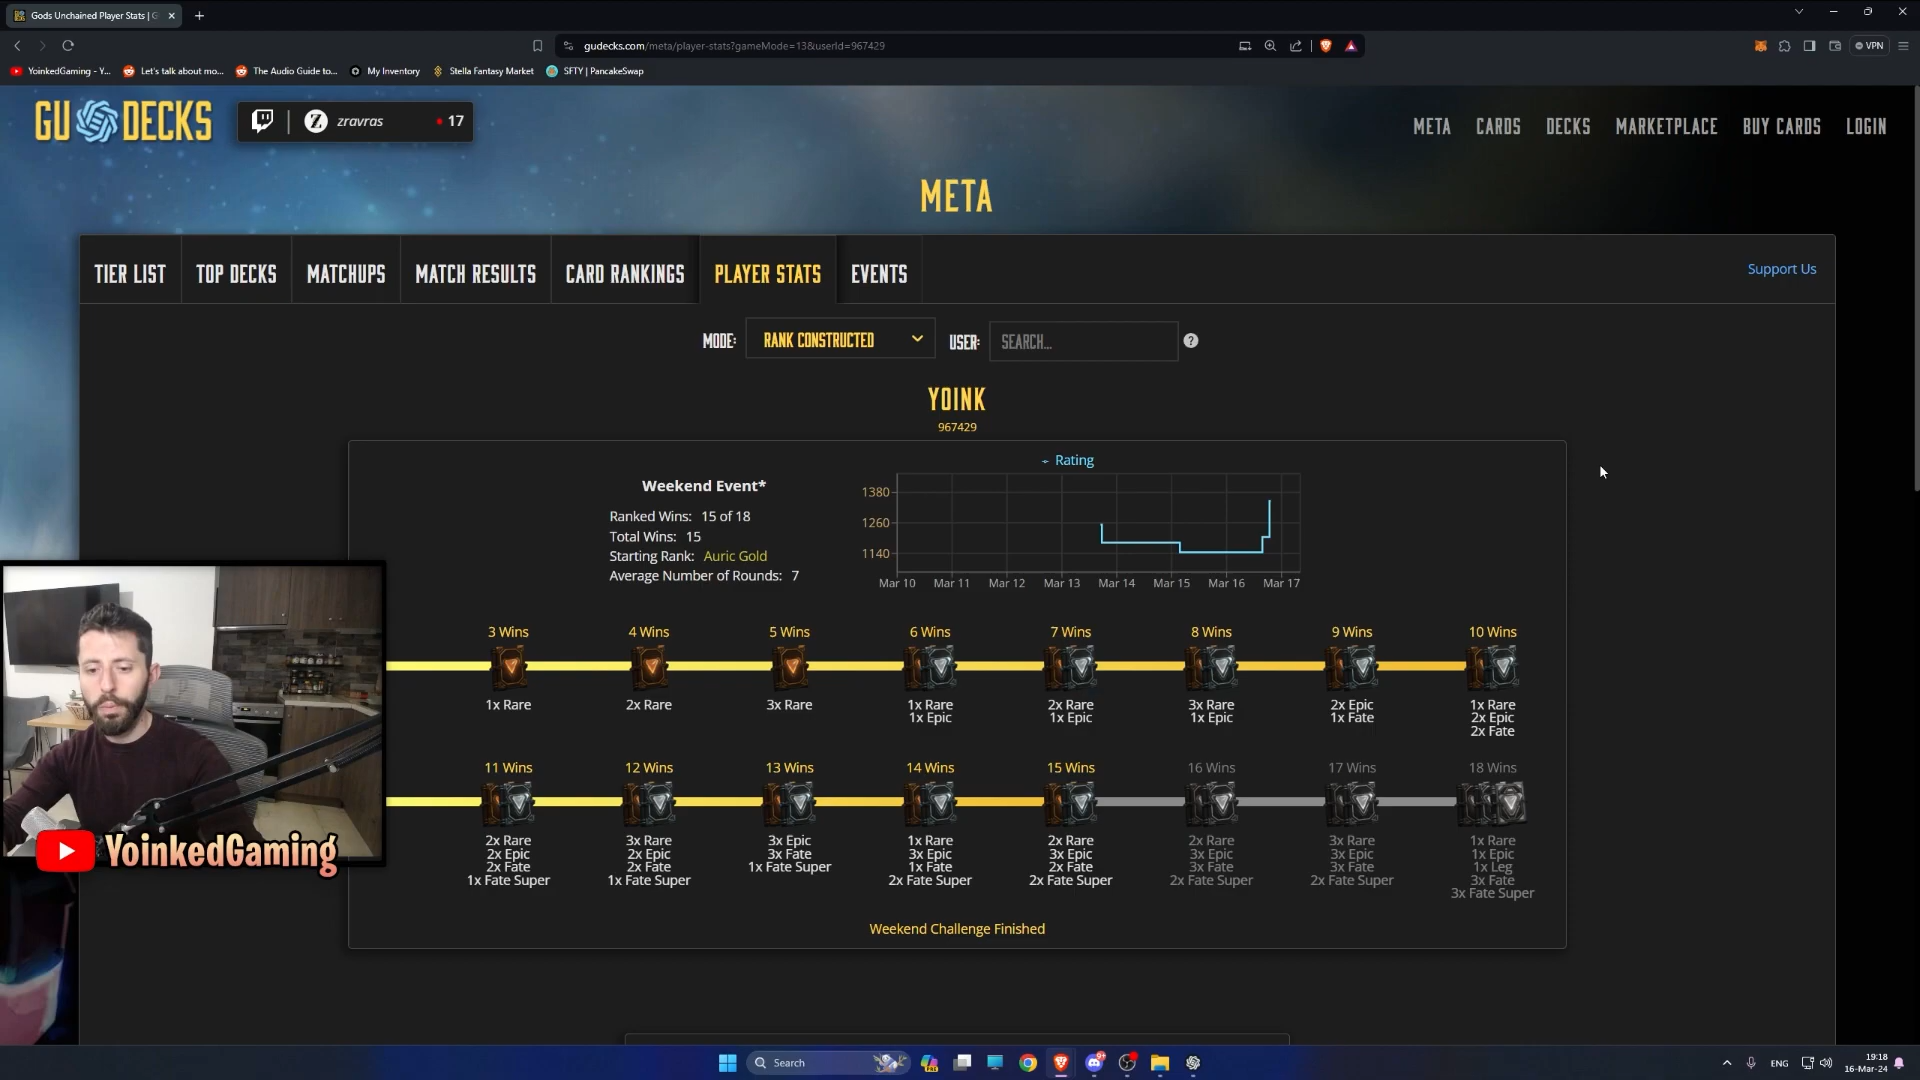 Gods Unchained Player Stats | G
gudecks.com/meta/player-stats?gameMode=13&userId=967429
VPN
YoinkedGaming - Y...
Let's talk about mo...
The Audio Guide to...
My Inventory
Stella Fantasy Market
SFTY | PancakeSwap
GU DECKS
Z zravras 17
META CARDS DECKS MARKETPLACE BUY CARDS LOGIN
META
TIER LIST TOP DECKS MATCHUPS MATCH RESULTS CARD RANKINGS PLAYER STATS EVENTS
Support Us
MODE: RANK CONSTRUCTED USER: SEARCH... ?
YOINK
967429
Weekend Event*
Ranked Wins: 15 of 18
Total Wins: 15
Starting Rank: Auric Gold
Average Number of Rounds: 7
Rating
1380
1260
1140
Mar 10 Mar 11 Mar 12 Mar 13 Mar 14 Mar 15 Mar 16 Mar 17
3 Wins 4 Wins 5 Wins 6 Wins 7 Wins 8 Wins 9 Wins 10 Wins
1x Rare 2x Rare 3x Rare 1x Rare 2x Rare 3x Rare 2x Epic 1x Rare
1x Epic 1x Epic 1x Epic 1x Fate 2x Epic
2x Fate
11 Wins 12 Wins 13 Wins 14 Wins 15 Wins 16 Wins 17 Wins 18 Wins
2x Rare 3x Rare 3x Epic 1x Rare 2x Rare 2x Rare 3x Rare 1x Rare
2x Epic 2x Epic 3x Fate 3x Epic 3x Epic 3x Epic 3x Epic 1x Epic
2x Fate 2x Fate 1x Fate Super 1x Fate 2x Fate 3x Fate 3x Fate 1x Leg
1x Fate Super 1x Fate Super 2x Fate Super 2x Fate Super 2x Fate Super 2x Fate Super 3x Fate
3x Fate Super
Weekend Challenge Finished
YoinkedGaming
Search
ENG
19:18
16-Mar-24